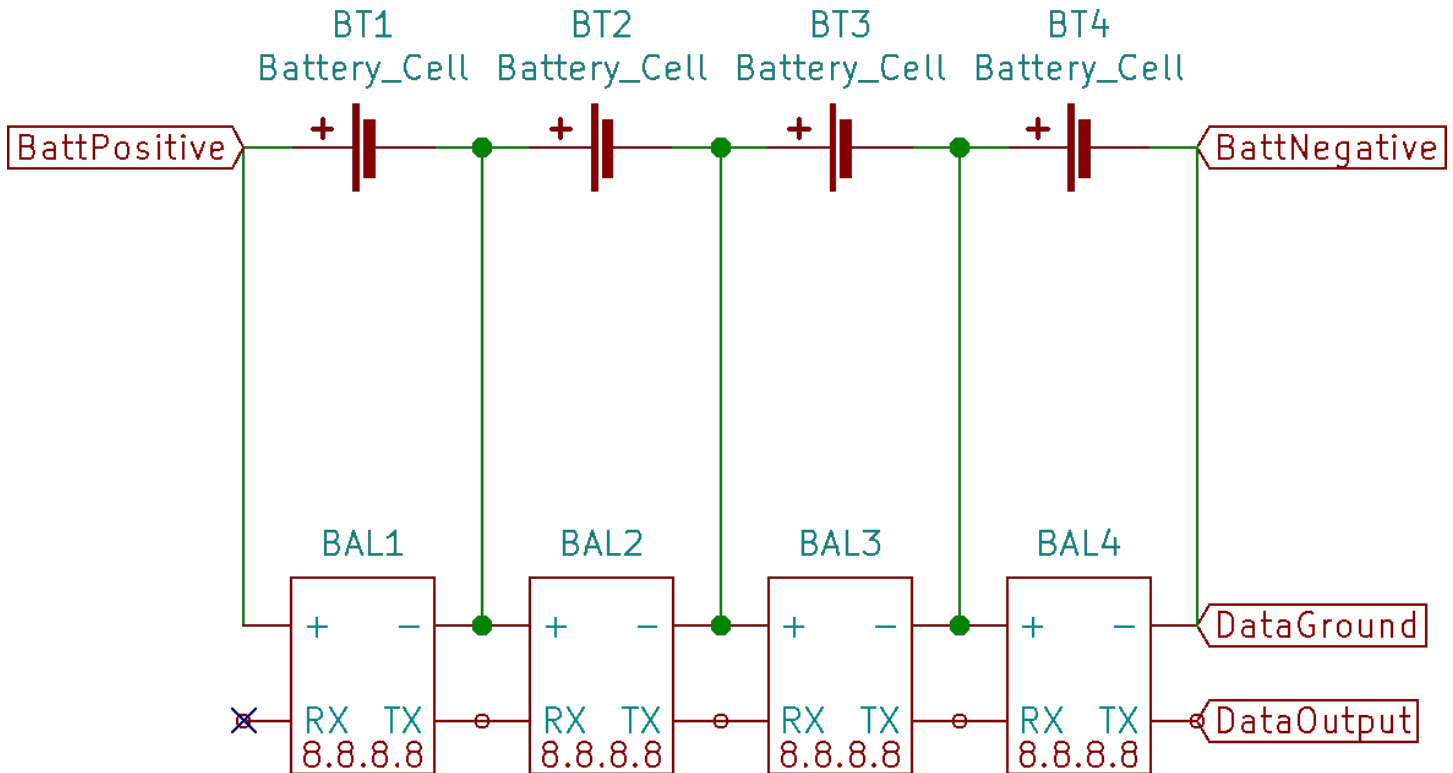 BT1 BT2 BT3 BT4
Battery_Cell Battery_Cell Battery_Cell Battery_Cell
+ + + +
BattPositive BattNegative
BAL1 BAL2 BAL3 BAL4
+ − + − + − + − DataGround
RX TX RX TX RX TX RX TX DataOutput
8.8.8.8 8.8.8.8 8.8.8.8 8.8.8.8